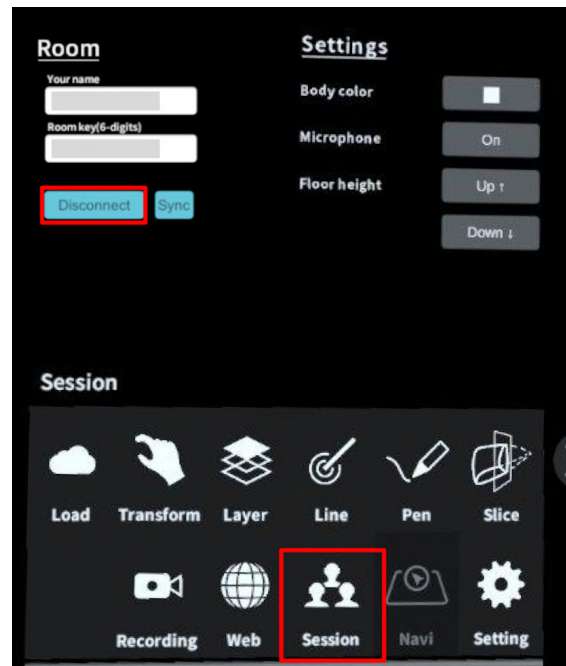 Room
Your name
Room key(6-digits)
Disconnect Sync
Settings
Body color
Microphone On
Floor height Up ↑
Down ↓
Session
Load Transform Layer Line Pen Slice
Recording Web Session Navi Setting